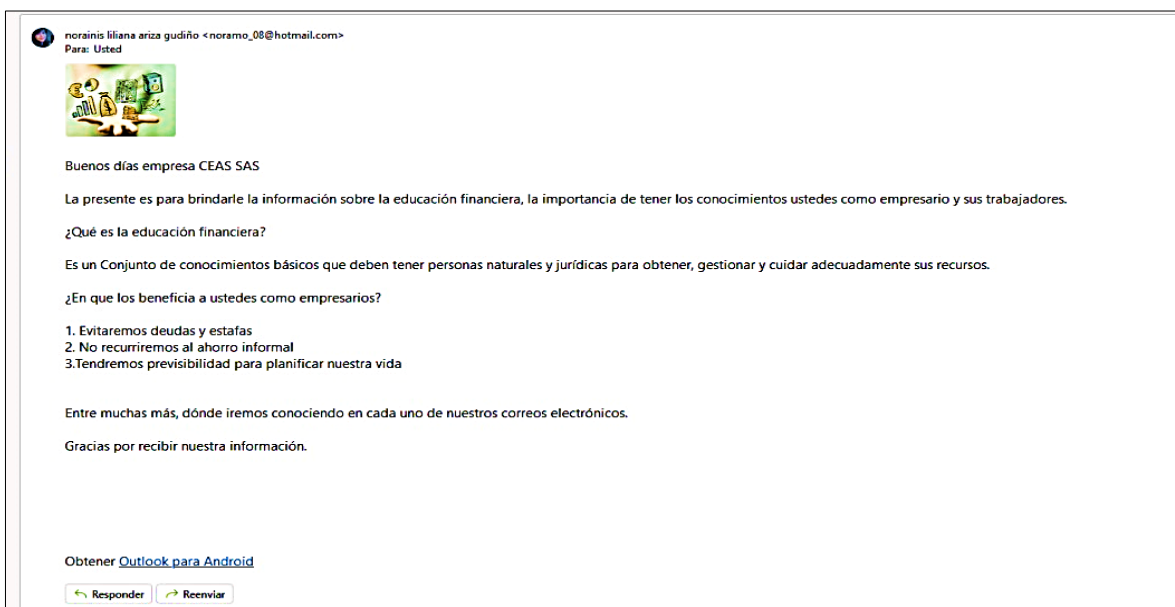 norainis liliana ariza gudiño <noramo_08@hotmail.com>
Para: Usted
Buenos días empresa CEAS SAS
La presente es para brindarle la información sobre la educación financiera, la importancia de tener los conocimientos ustedes como empresario y sus trabajadores.
¿Qué es la educación financiera?
Es un Conjunto de conocimientos básicos que deben tener personas naturales y jurídicas para obtener, gestionar y cuidar adecuadamente sus recursos.
¿En que los beneficia a ustedes como empresarios?
1. Evitaremos deudas y estafas
2. No recurriremos al ahorro informal
3.Tendremos previsibilidad para planificar nuestra vida
Entre muchas más, dónde iremos conociendo en cada uno de nuestros correos electrónicos.
Gracias por recibir nuestra información.
Obtener Outlook para Android
Responder Reenviar